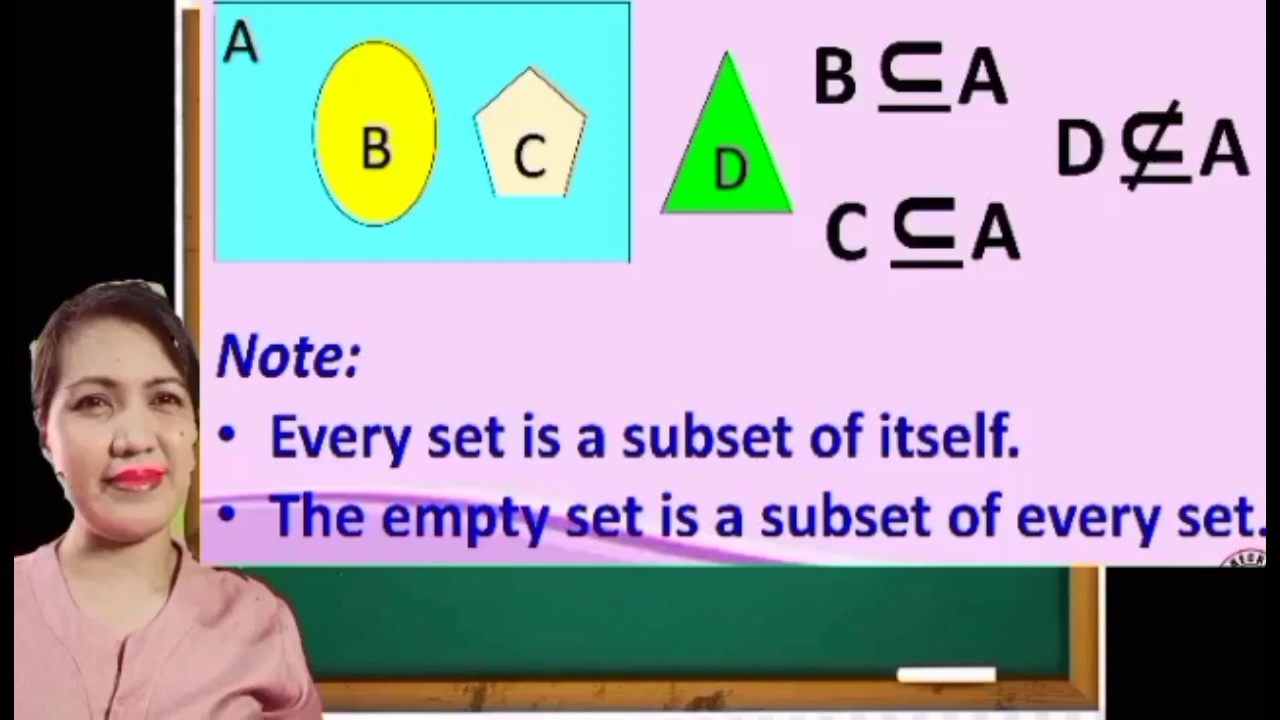 A
B
C
D
B ⊆ A
D ⊈ A
C ⊆ A
Note:
• Every set is a subset of itself.
• The empty set is a subset of every set.